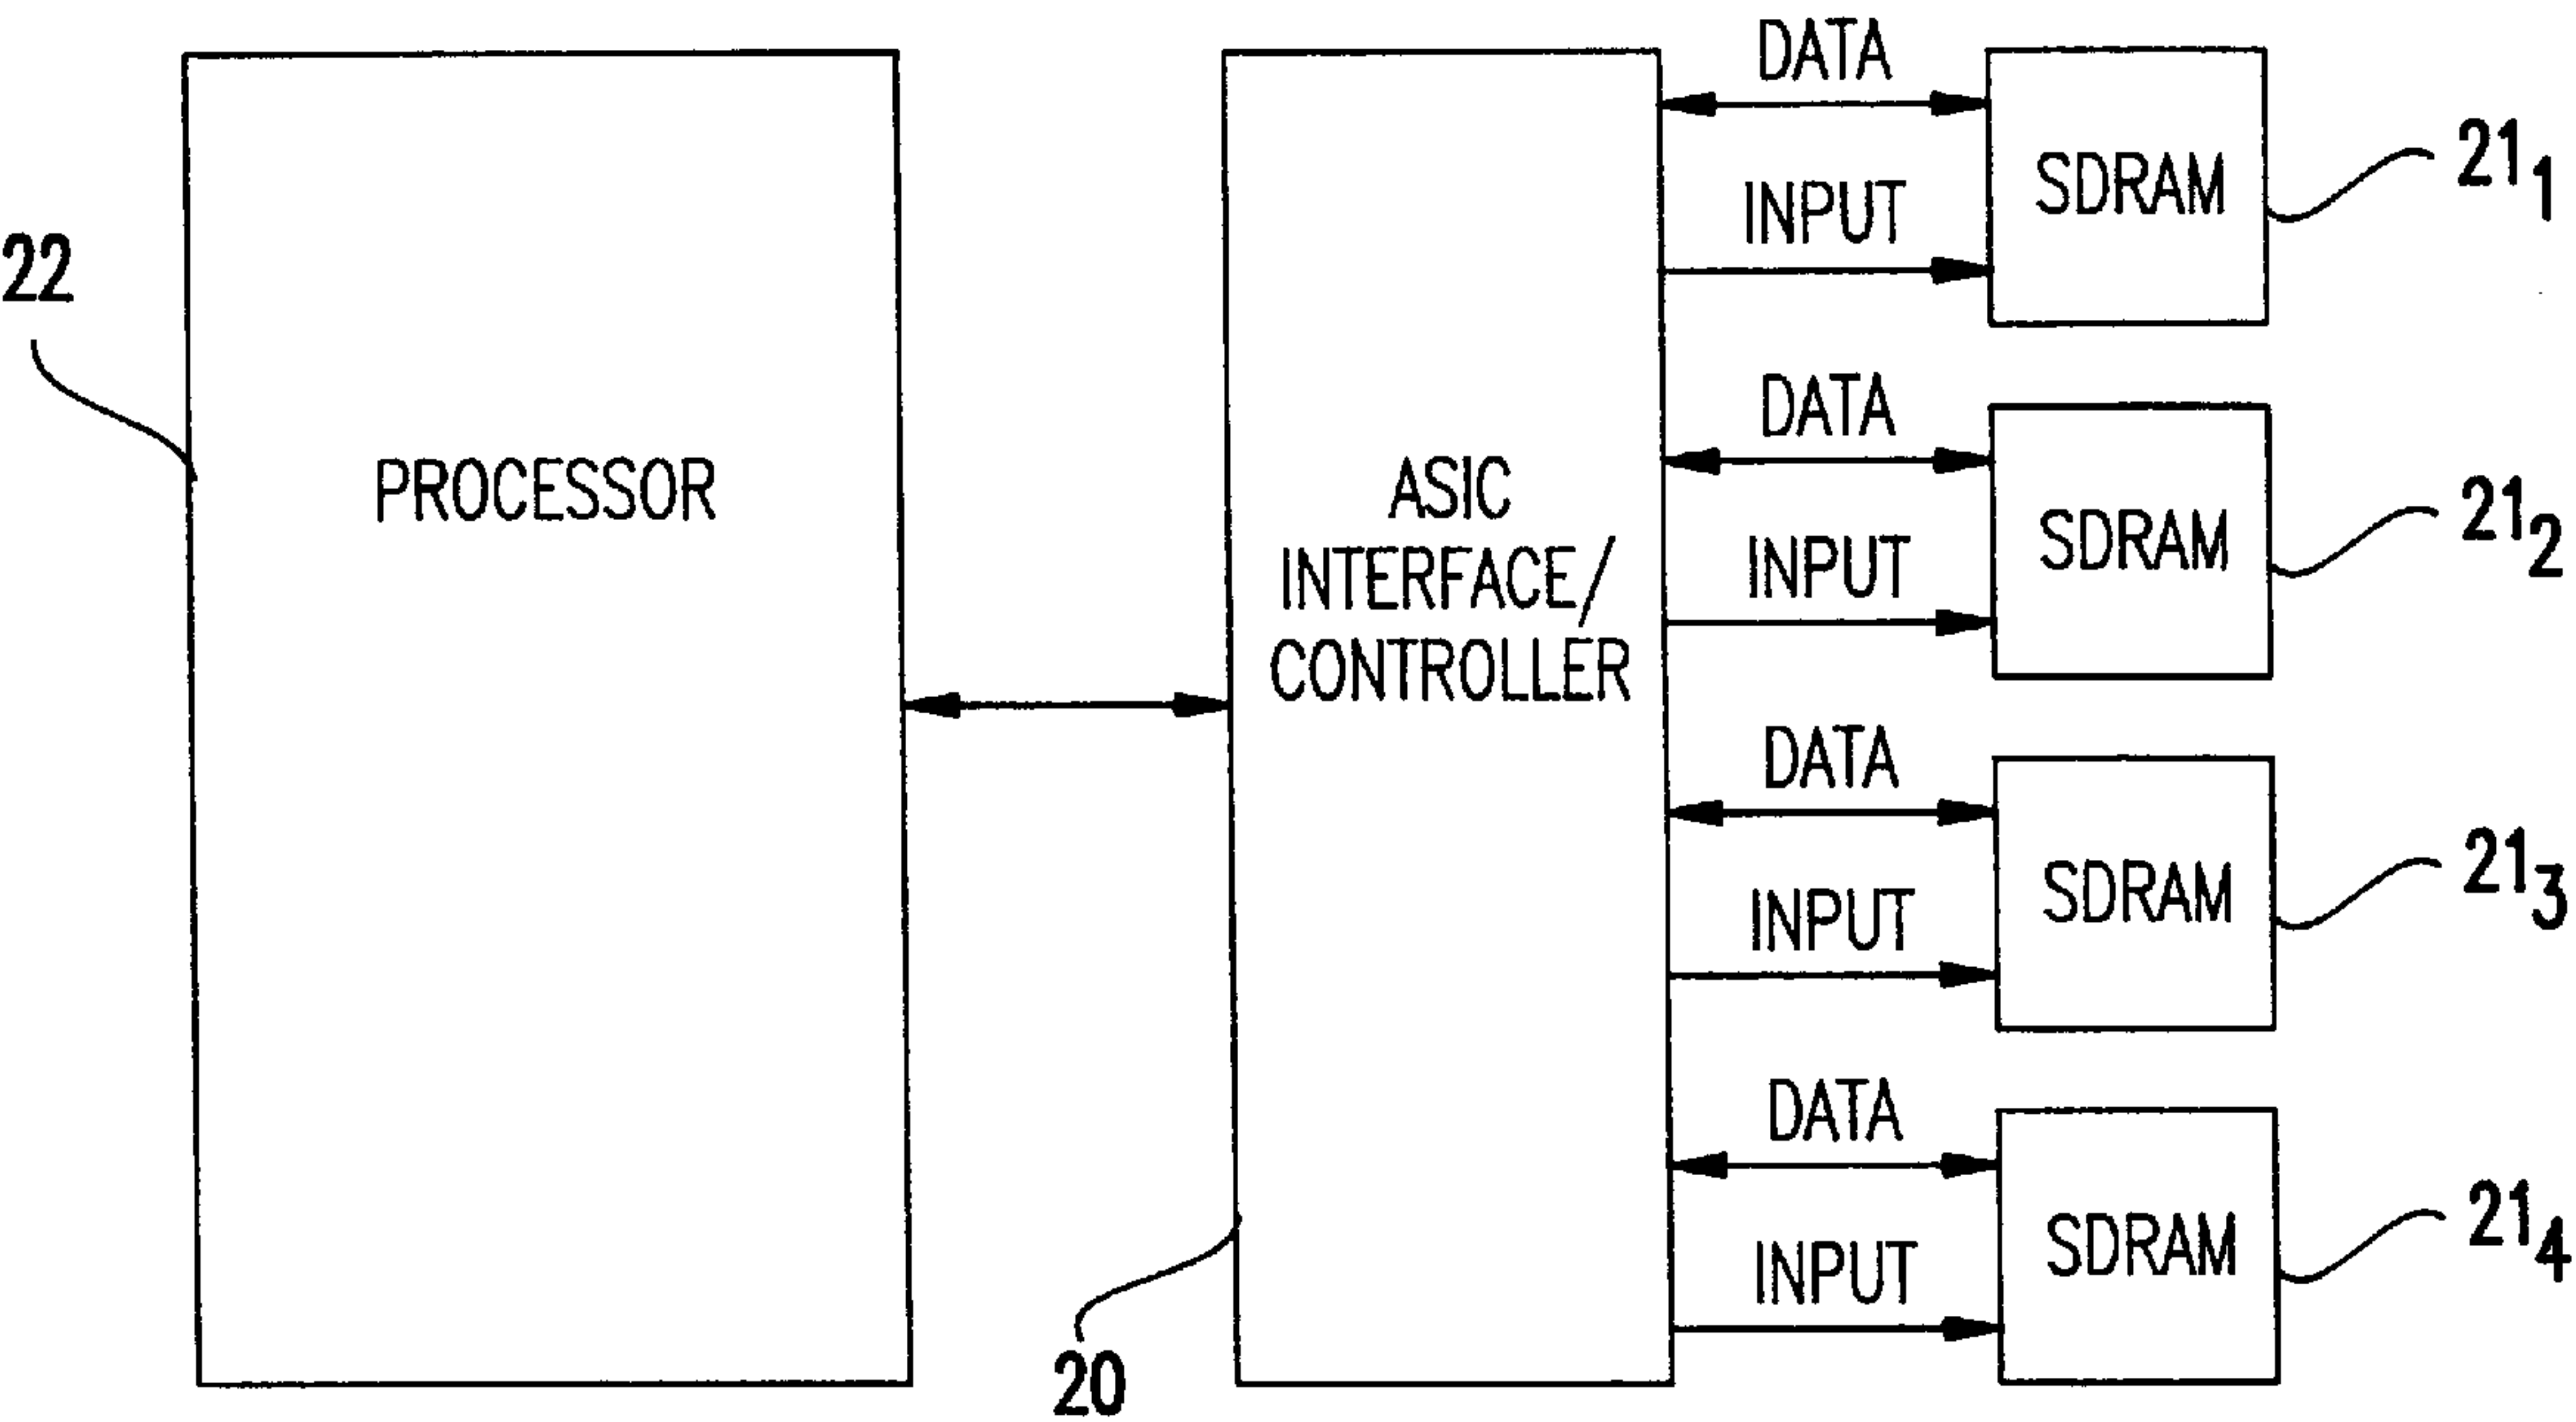 22
PROCESSOR
ASIC
INTERFACE/
CONTROLLER
20
DATA
INPUT
SDRAM
21₁
DATA
INPUT
SDRAM
21₂
DATA
INPUT
SDRAM
21₃
DATA
INPUT
SDRAM
21₄